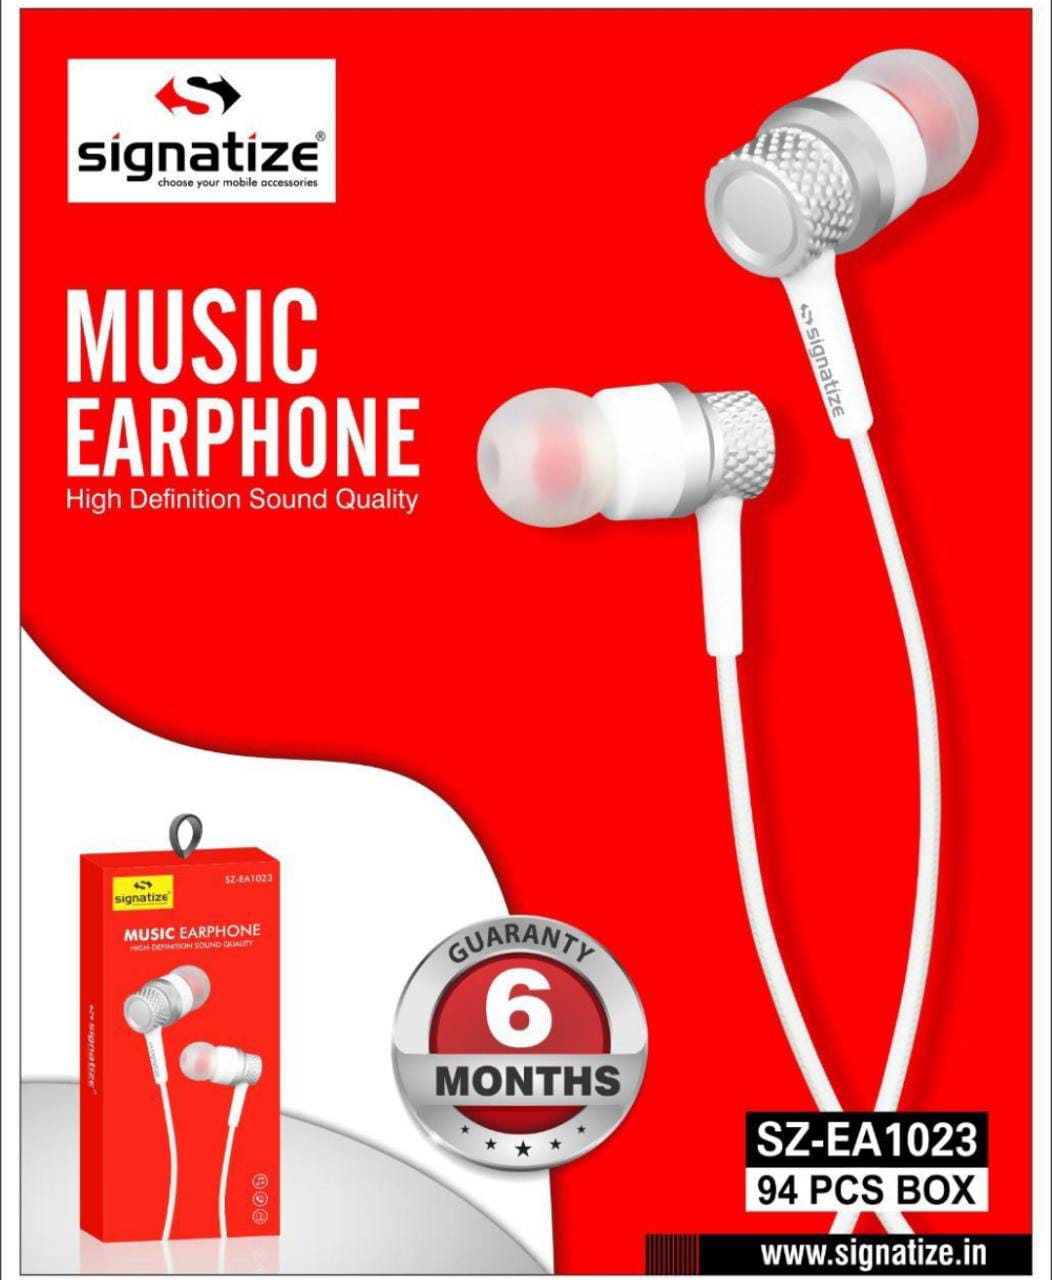 signatize®
choose your mobile accessories
MUSIC
EARPHONE
High Definition Sound Quality
signatize
signatize
SZ-EA1023
MUSIC EARPHONE
HIGH-DEFINITION SOUND QUALITY
signatize
GUARANTY
6
MONTHS
SZ-EA1023
94 PCS BOX
www.signatize.in